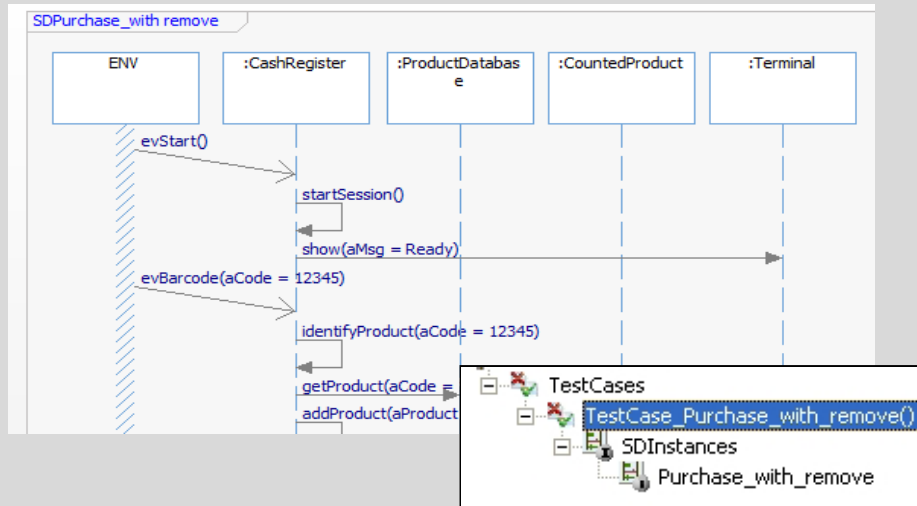 SDPurchase_with remove
ENV
:CashRegister
:ProductDatabas
e
:CountedProduct
:Terminal
evStart()
startSession()
show(aMsg = Ready)
evBarcode(aCode = 12345)
identifyProduct(aCode = 12345)
getProduct(aCode =
addProduct(aProduct
TestCases
TestCase_Purchase_with_remove()
SDInstances
Purchase_with_remove